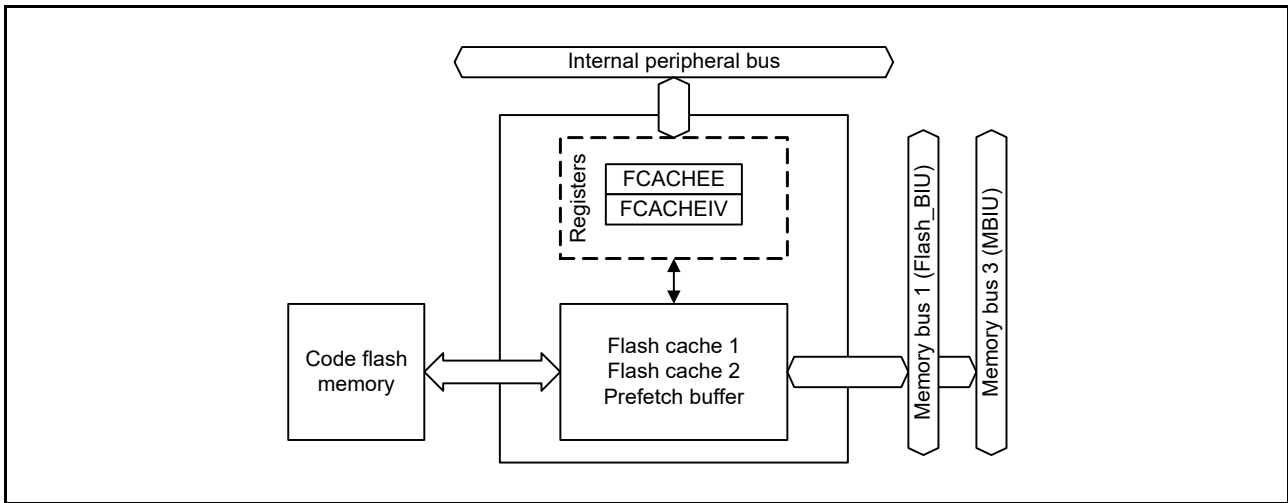 Internal peripheral bus
Registers
FCACHEE
FCACHEIV
Code flash
memory
Flash cache 1
Flash cache 2
Prefetch buffer
Memory bus 1 (Flash_BIU)
Memory bus 3 (MBIU)